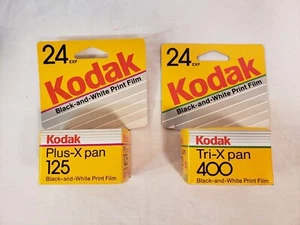 24 EXP
Kodak
Black-and-White Print Film
Kodak
Plus-X pan
125
Black-and-White Print Film
24 EXP
Kodak
Black-and-White Print Film
Kodak
Tri-X pan
400
Black-and-White Print Film